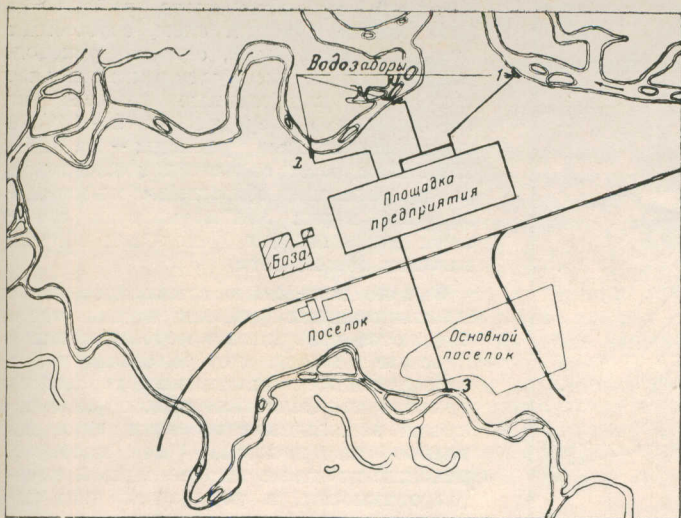 Водозаборы
1
2
Площадка
предприятия
База
Поселок
Основной
поселок
3